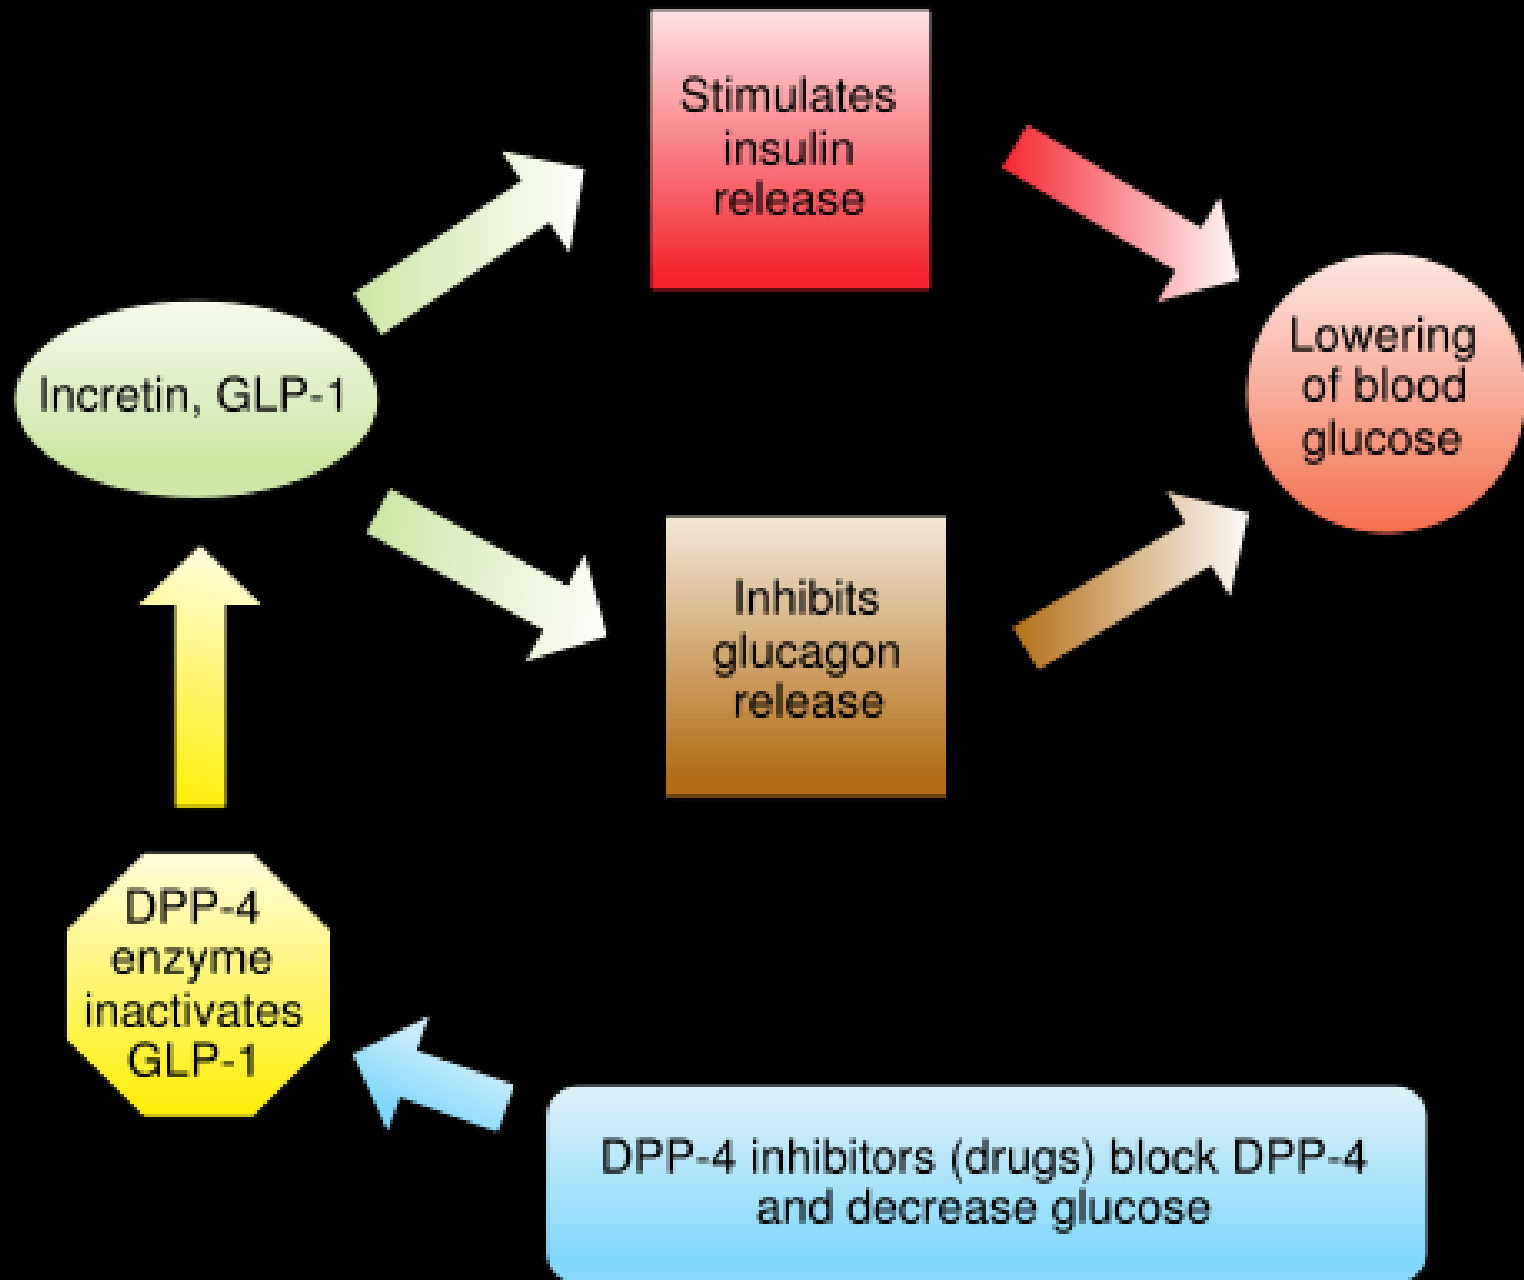 Stimulates
insulin
release
Incretin, GLP-1
Lowering
of blood
glucose
Inhibits
glucagon
release
DPP-4
enzyme
inactivates
GLP-1
DPP-4 inhibitors (drugs) block DPP-4
and decrease glucose